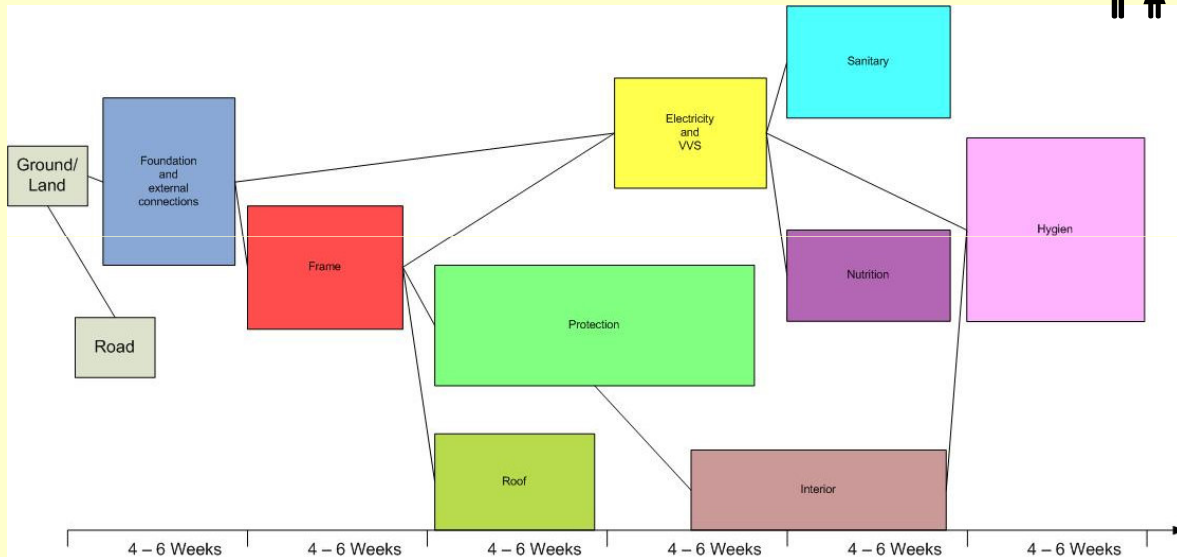 Sanitary
Electricity
and
VVS
Ground/
Land
Foundation
and
external
connections
Hygien
Frame
Nutrition
Protection
Road
Roof
Interior
4 – 6 Weeks
4 – 6 Weeks
4 – 6 Weeks
4 – 6 Weeks
4 – 6 Weeks
4 – 6 Weeks